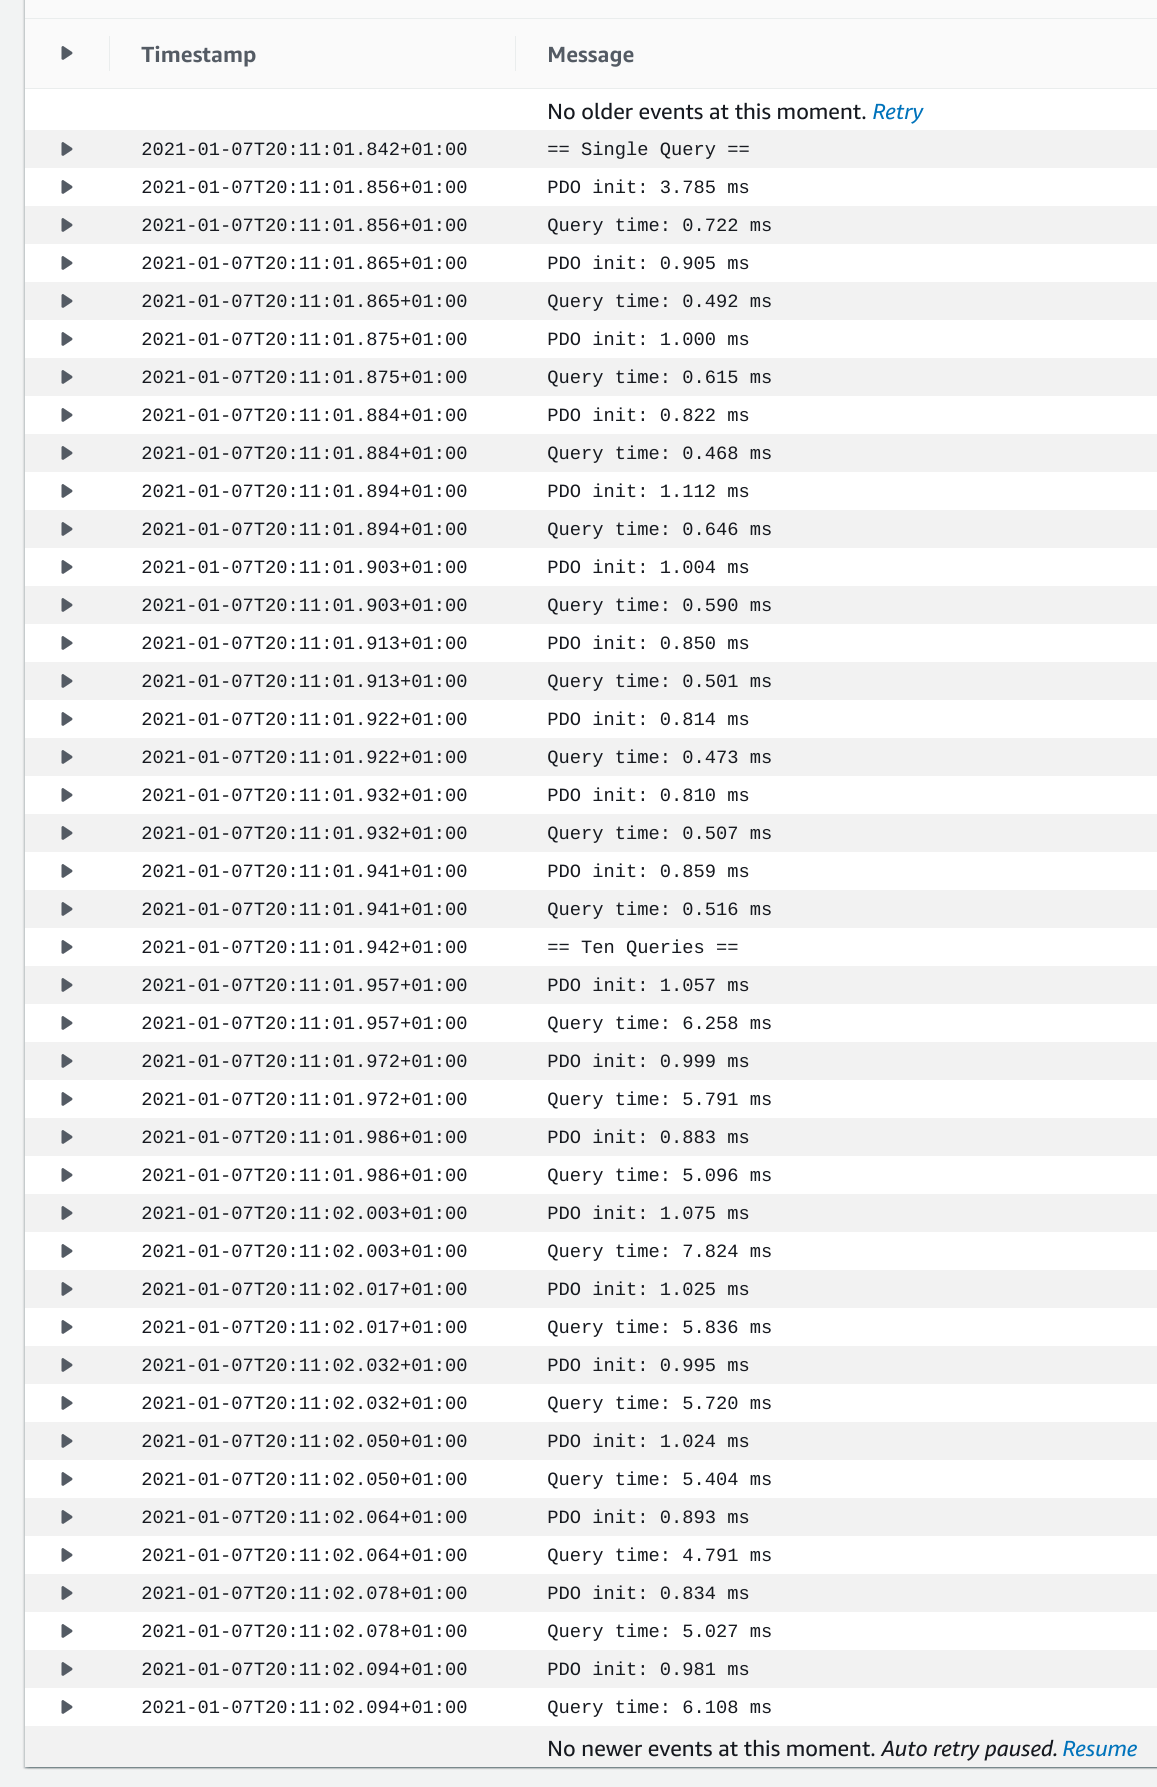 Timestamp Message
No older events at this moment. Retry
2021-01-07T20:11:01.842+01:00 == Single Query ==
2021-01-07T20:11:01.856+01:00 PDO init: 3.785 ms
2021-01-07T20:11:01.856+01:00 Query time: 0.722 ms
2021-01-07T20:11:01.865+01:00 PDO init: 0.905 ms
2021-01-07T20:11:01.865+01:00 Query time: 0.492 ms
2021-01-07T20:11:01.875+01:00 PDO init: 1.000 ms
2021-01-07T20:11:01.875+01:00 Query time: 0.615 ms
2021-01-07T20:11:01.884+01:00 PDO init: 0.822 ms
2021-01-07T20:11:01.884+01:00 Query time: 0.468 ms
2021-01-07T20:11:01.894+01:00 PDO init: 1.112 ms
2021-01-07T20:11:01.894+01:00 Query time: 0.646 ms
2021-01-07T20:11:01.903+01:00 PDO init: 1.004 ms
2021-01-07T20:11:01.903+01:00 Query time: 0.590 ms
2021-01-07T20:11:01.913+01:00 PDO init: 0.850 ms
2021-01-07T20:11:01.913+01:00 Query time: 0.501 ms
2021-01-07T20:11:01.922+01:00 PDO init: 0.814 ms
2021-01-07T20:11:01.922+01:00 Query time: 0.473 ms
2021-01-07T20:11:01.932+01:00 PDO init: 0.810 ms
2021-01-07T20:11:01.932+01:00 Query time: 0.507 ms
2021-01-07T20:11:01.941+01:00 PDO init: 0.859 ms
2021-01-07T20:11:01.941+01:00 Query time: 0.516 ms
2021-01-07T20:11:01.942+01:00 == Ten Queries ==
2021-01-07T20:11:01.957+01:00 PDO init: 1.057 ms
2021-01-07T20:11:01.957+01:00 Query time: 6.258 ms
2021-01-07T20:11:01.972+01:00 PDO init: 0.999 ms
2021-01-07T20:11:01.972+01:00 Query time: 5.791 ms
2021-01-07T20:11:01.986+01:00 PDO init: 0.883 ms
2021-01-07T20:11:01.986+01:00 Query time: 5.096 ms
2021-01-07T20:11:02.003+01:00 PDO init: 1.075 ms
2021-01-07T20:11:02.003+01:00 Query time: 7.824 ms
2021-01-07T20:11:02.017+01:00 PDO init: 1.025 ms
2021-01-07T20:11:02.017+01:00 Query time: 5.836 ms
2021-01-07T20:11:02.032+01:00 PDO init: 0.995 ms
2021-01-07T20:11:02.032+01:00 Query time: 5.720 ms
2021-01-07T20:11:02.050+01:00 PDO init: 1.024 ms
2021-01-07T20:11:02.050+01:00 Query time: 5.404 ms
2021-01-07T20:11:02.064+01:00 PDO init: 0.893 ms
2021-01-07T20:11:02.064+01:00 Query time: 4.791 ms
2021-01-07T20:11:02.078+01:00 PDO init: 0.834 ms
2021-01-07T20:11:02.078+01:00 Query time: 5.027 ms
2021-01-07T20:11:02.094+01:00 PDO init: 0.981 ms
2021-01-07T20:11:02.094+01:00 Query time: 6.108 ms
No newer events at this moment. Auto retry paused. Resume